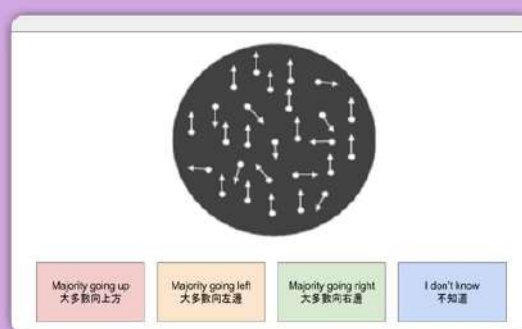 Majority going up
大多數向上方
Majority going left
大多數向左邊
Majority going right
大多數向右邊
I don't know
不知道